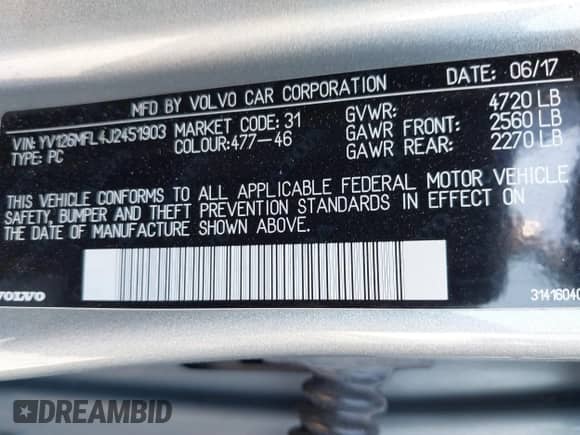 MFD BY VOLVO CAR CORPORATION DATE: 06/17
VIN: YV126MFL4J2451903 MARKET CODE: 31 GVWR: 4720 LB
TYPE: PC COLOUR:477-46 GAWR FRONT: 2560 LB
GAWR REAR: 2270 LB
THIS VEHICLE CONFORMS TO ALL APPLICABLE FEDERAL MOTOR VEHICLE
SAFETY, BUMPER AND THEFT PREVENTION STANDARDS IN EFFECT ON
THE DATE OF MANUFACTURE SHOWN ABOVE.
VOLVO 31416040
DREAMBID